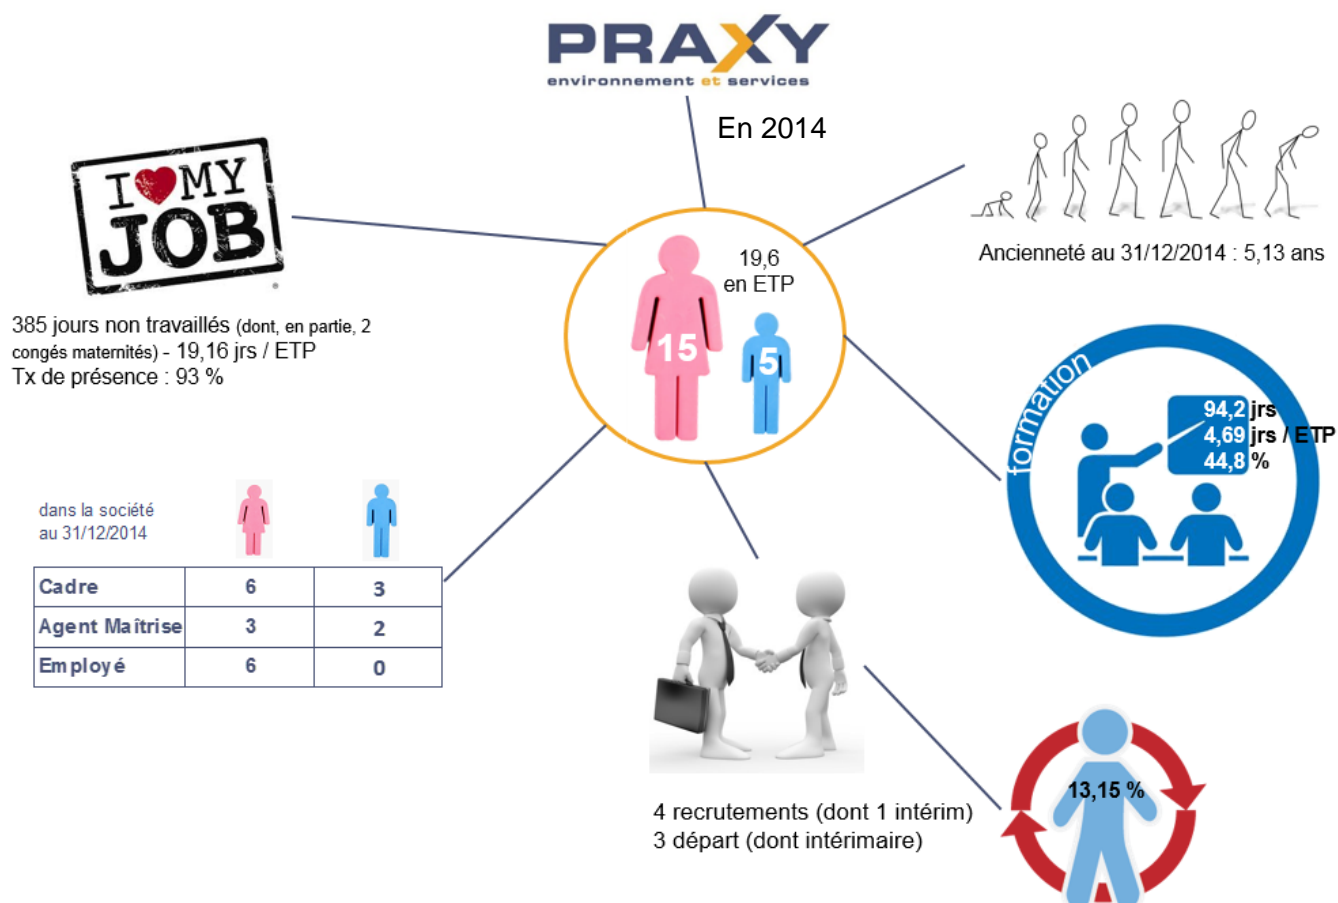 PRAXY
environnement et services
En 2014
I MY
JOB
®
385 jours non travaillés (dont, en partie, 2
congés maternités) - 19,16 jrs / ETP
Tx de présence : 93 %
19,6
en ETP
15
5
Ancienneté au 31/12/2014 : 5,13 ans
formation
94,2 jrs
4,69 jrs / ETP
44,8 %
dans la société
au 31/12/2014
Cadre 6 3
Agent Maîtrise 3 2
Employé 6 0
4 recrutements (dont 1 intérim)
3 départ (dont intérimaire)
13,15 %